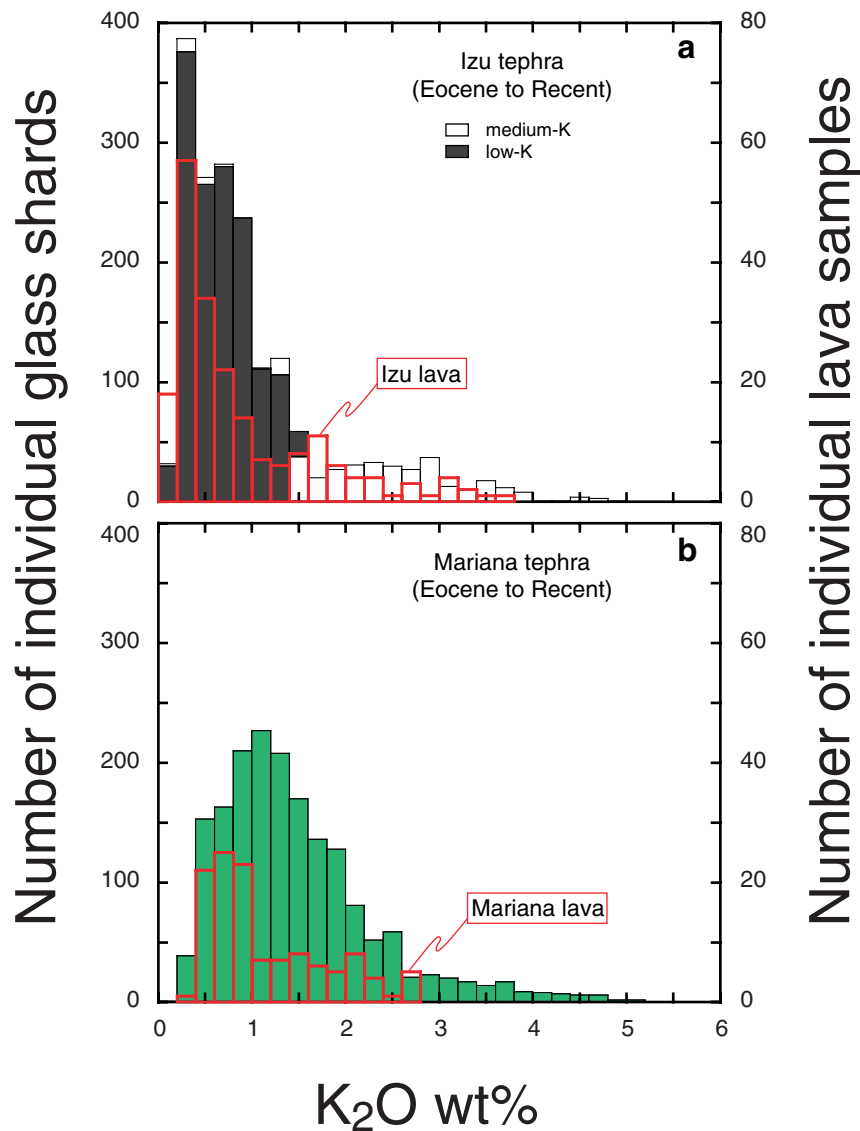 Number of individual glass shards
Number of individual lava samples
400
300
200
100
0
80
60
40
20
0
a
Izu tephra
(Eocene to Recent)
medium-K
low-K
Izu lava
400
300
200
100
0
80
60
40
20
0
b
Mariana tephra
(Eocene to Recent)
Mariana lava
0 1 2 3 4 5 6
K₂O wt%